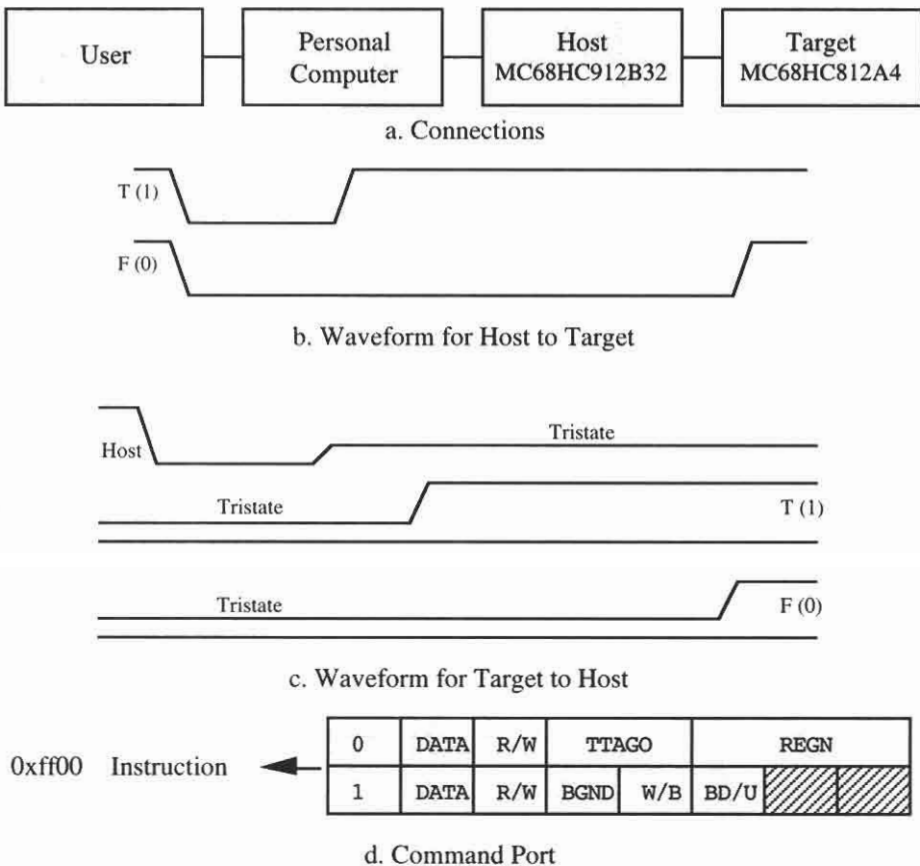 User
Personal
Computer
Host
MC68HC912B32
Target
MC68HC812A4
a. Connections
T (1)
F (0)
b. Waveform for Host to Target
Host
Tristate
Tristate
T (1)
Tristate
F (0)
c. Waveform for Target to Host
0xff00 Instruction
0 DATA R/W TTAGO REGN
1 DATA R/W BGND W/B BD/U
d. Command Port